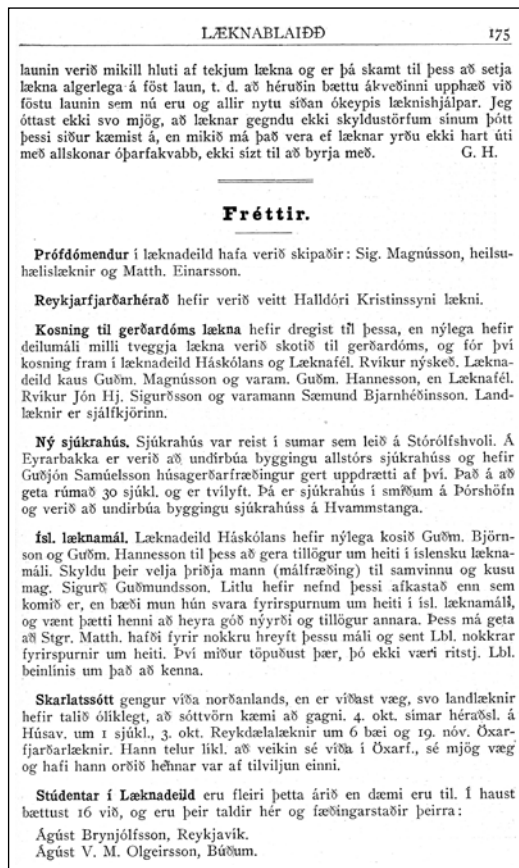 LÆKNABLAIÐÐ 175
launin verið mikill hluti af tekjum lækna og er þá skamt til þess að setja
lækna algerlega á föst laun, t. d. að héruðin bættu ákveðinni upphæð við
föstu launin sem nú eru og allir nytu síðan ókeypis læknishjálpar. Jeg
óttast ekki svo mjög, að læknar gegndu ekki skyldustörfum sínum þótt
þessi siður kæmist á, en mikið má það vera ef læknar yrðu ekki hart úti
með allskonar óþarfakvabb, ekki sízt til að byrja með. G. H.
Fréttir.
Prófdómendur í læknadeild hafa verið skipaðir: Sig. Magnússon, heilsu-
hælislæknir og Matth. Einarsson.
Reykjarfjarðarhérað hefir verið veitt Halldóri Kristinssyni lækni.
Kosning til gerðardóms lækna hefir dregist til þessa, en nýlega hefir
deilumáli milli tveggja lækna verið skotið til gerðardóms, og fór því
kosning fram í læknadeild Háskólans og Læknafél. Rvíkur nýskeð. Lækna-
deild kaus Guðm. Magnússon og varam. Guðm. Hannesson, en Læknafél.
Rvíkur Jón Hj. Sigurðsson og varamann Sæmund Bjarnhéðinsson. Land-
læknir er sjálfkjörinn.
Ný sjúkrahús. Sjúkrahús var reist í sumar sem leið á Stórólfshvoli. Á
Eyrarbakka er verið að undirbúa byggingu allstórs sjúkrahúss og hefir
Guðjón Samúelsson húsagerðarfræðingur gert uppdrætti af því. Það á að
geta rúmað 30 sjúkl. og er tvílyft. Þá er sjúkrahús í smíðum á Þórshöfn
og verið að undirbúa byggingu sjúkrahúss á Hvammstanga.
Ísl. læknamál. Læknadeild Háskólans hefir nýlega kosið Guðm. Björn-
son og Guðm. Hannesson til þess að gera tillögur um heiti í íslensku lækna-
máli. Skyldu þeir velja þriðja mann (málfræðing) til samvinnu og kusu
mag. Sigurð Guðmundsson. Litlu hefir nefnd þessi afkastað enn sem
komið er, en bæði mun hún svara fyrirspurnum um heiti í ísl. læknamáli,
og vænt þætti henni að heyra góð nýyrði og tillögur annara. Þess má geta
að Stgr. Matth. hafði fyrir nokkru hreyft þessu máli og sent Lbl. nokkrar
fyrirspurnir um heiti. Því miður töpuðust þær, þó ekki væri ritstj. Lbl.
beinlínis um það að kenna.
Skarlatssótt gengur víða norðanlands, en er víðast væg, svo landlæknir
hefir talið ólíklegt, að sóttvörn kæmi að gagni. 4. okt. símar héraðsl. á
Húsav. um 1 sjúkl., 3. okt. Reykdælalæknir um 6 bæi og 19. nóv. Öxar-
fjarðarlæknir. Hann telur líkl. að veikin sé víða í Öxarf., sé mjög væg
og hafi hann orðið hennar var af tilviljun einni.
Stúdentar í Læknadeild eru fleiri þetta árið en dæmi eru til. Í haust
bættust 16 við, og eru þeir taldir hér og fæðingarstaðir þeirra:
Ágúst Brynjólfsson, Reykjavík.
Ágúst V. M. Olgeirsson, Búðum.